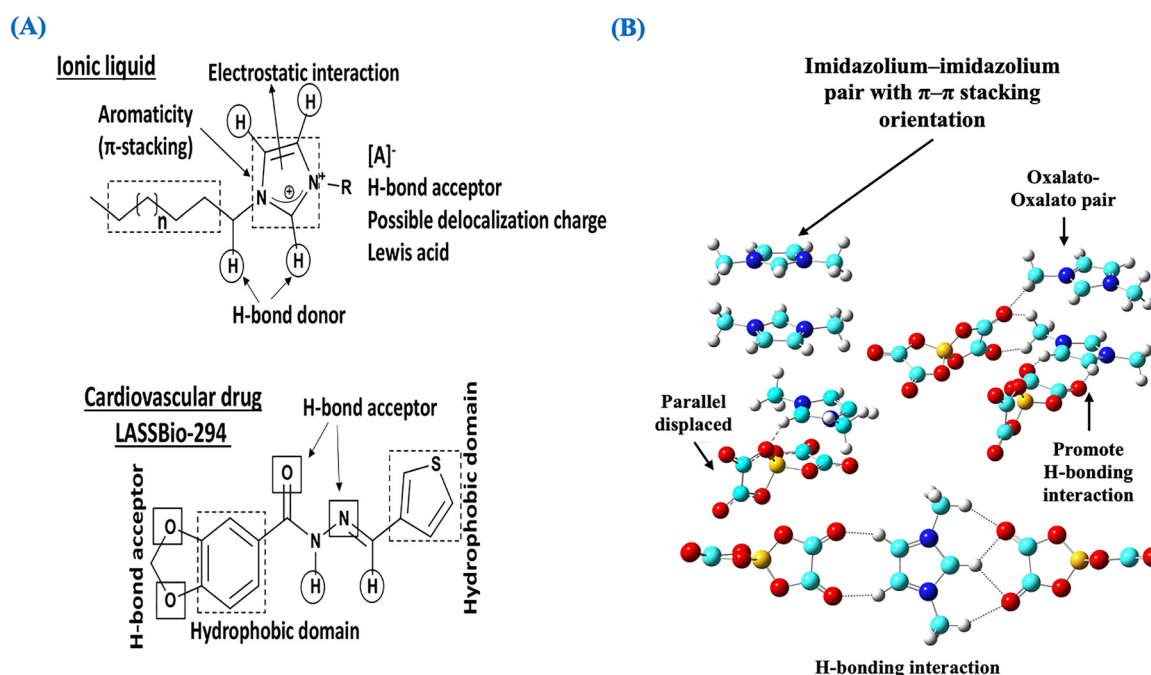 (A)
Ionic liquid
Electrostatic interaction
Aromaticity
(π-stacking)
H
H
N
N+
R
⊕
n
H
H
H-bond donor
[A]-
H-bond acceptor
Possible delocalization charge
Lewis acid
Cardiovascular drug
LASSBio-294
H-bond acceptor
H-bond acceptor
O
O
O
N
N
H
H
S
Hydrophobic domain
Hydrophobic domain
(B)
Imidazolium–imidazolium
pair with π–π stacking
orientation
Oxalato-
Oxalato pair
Parallel
displaced
Promote
H-bonding
interaction
H-bonding interaction